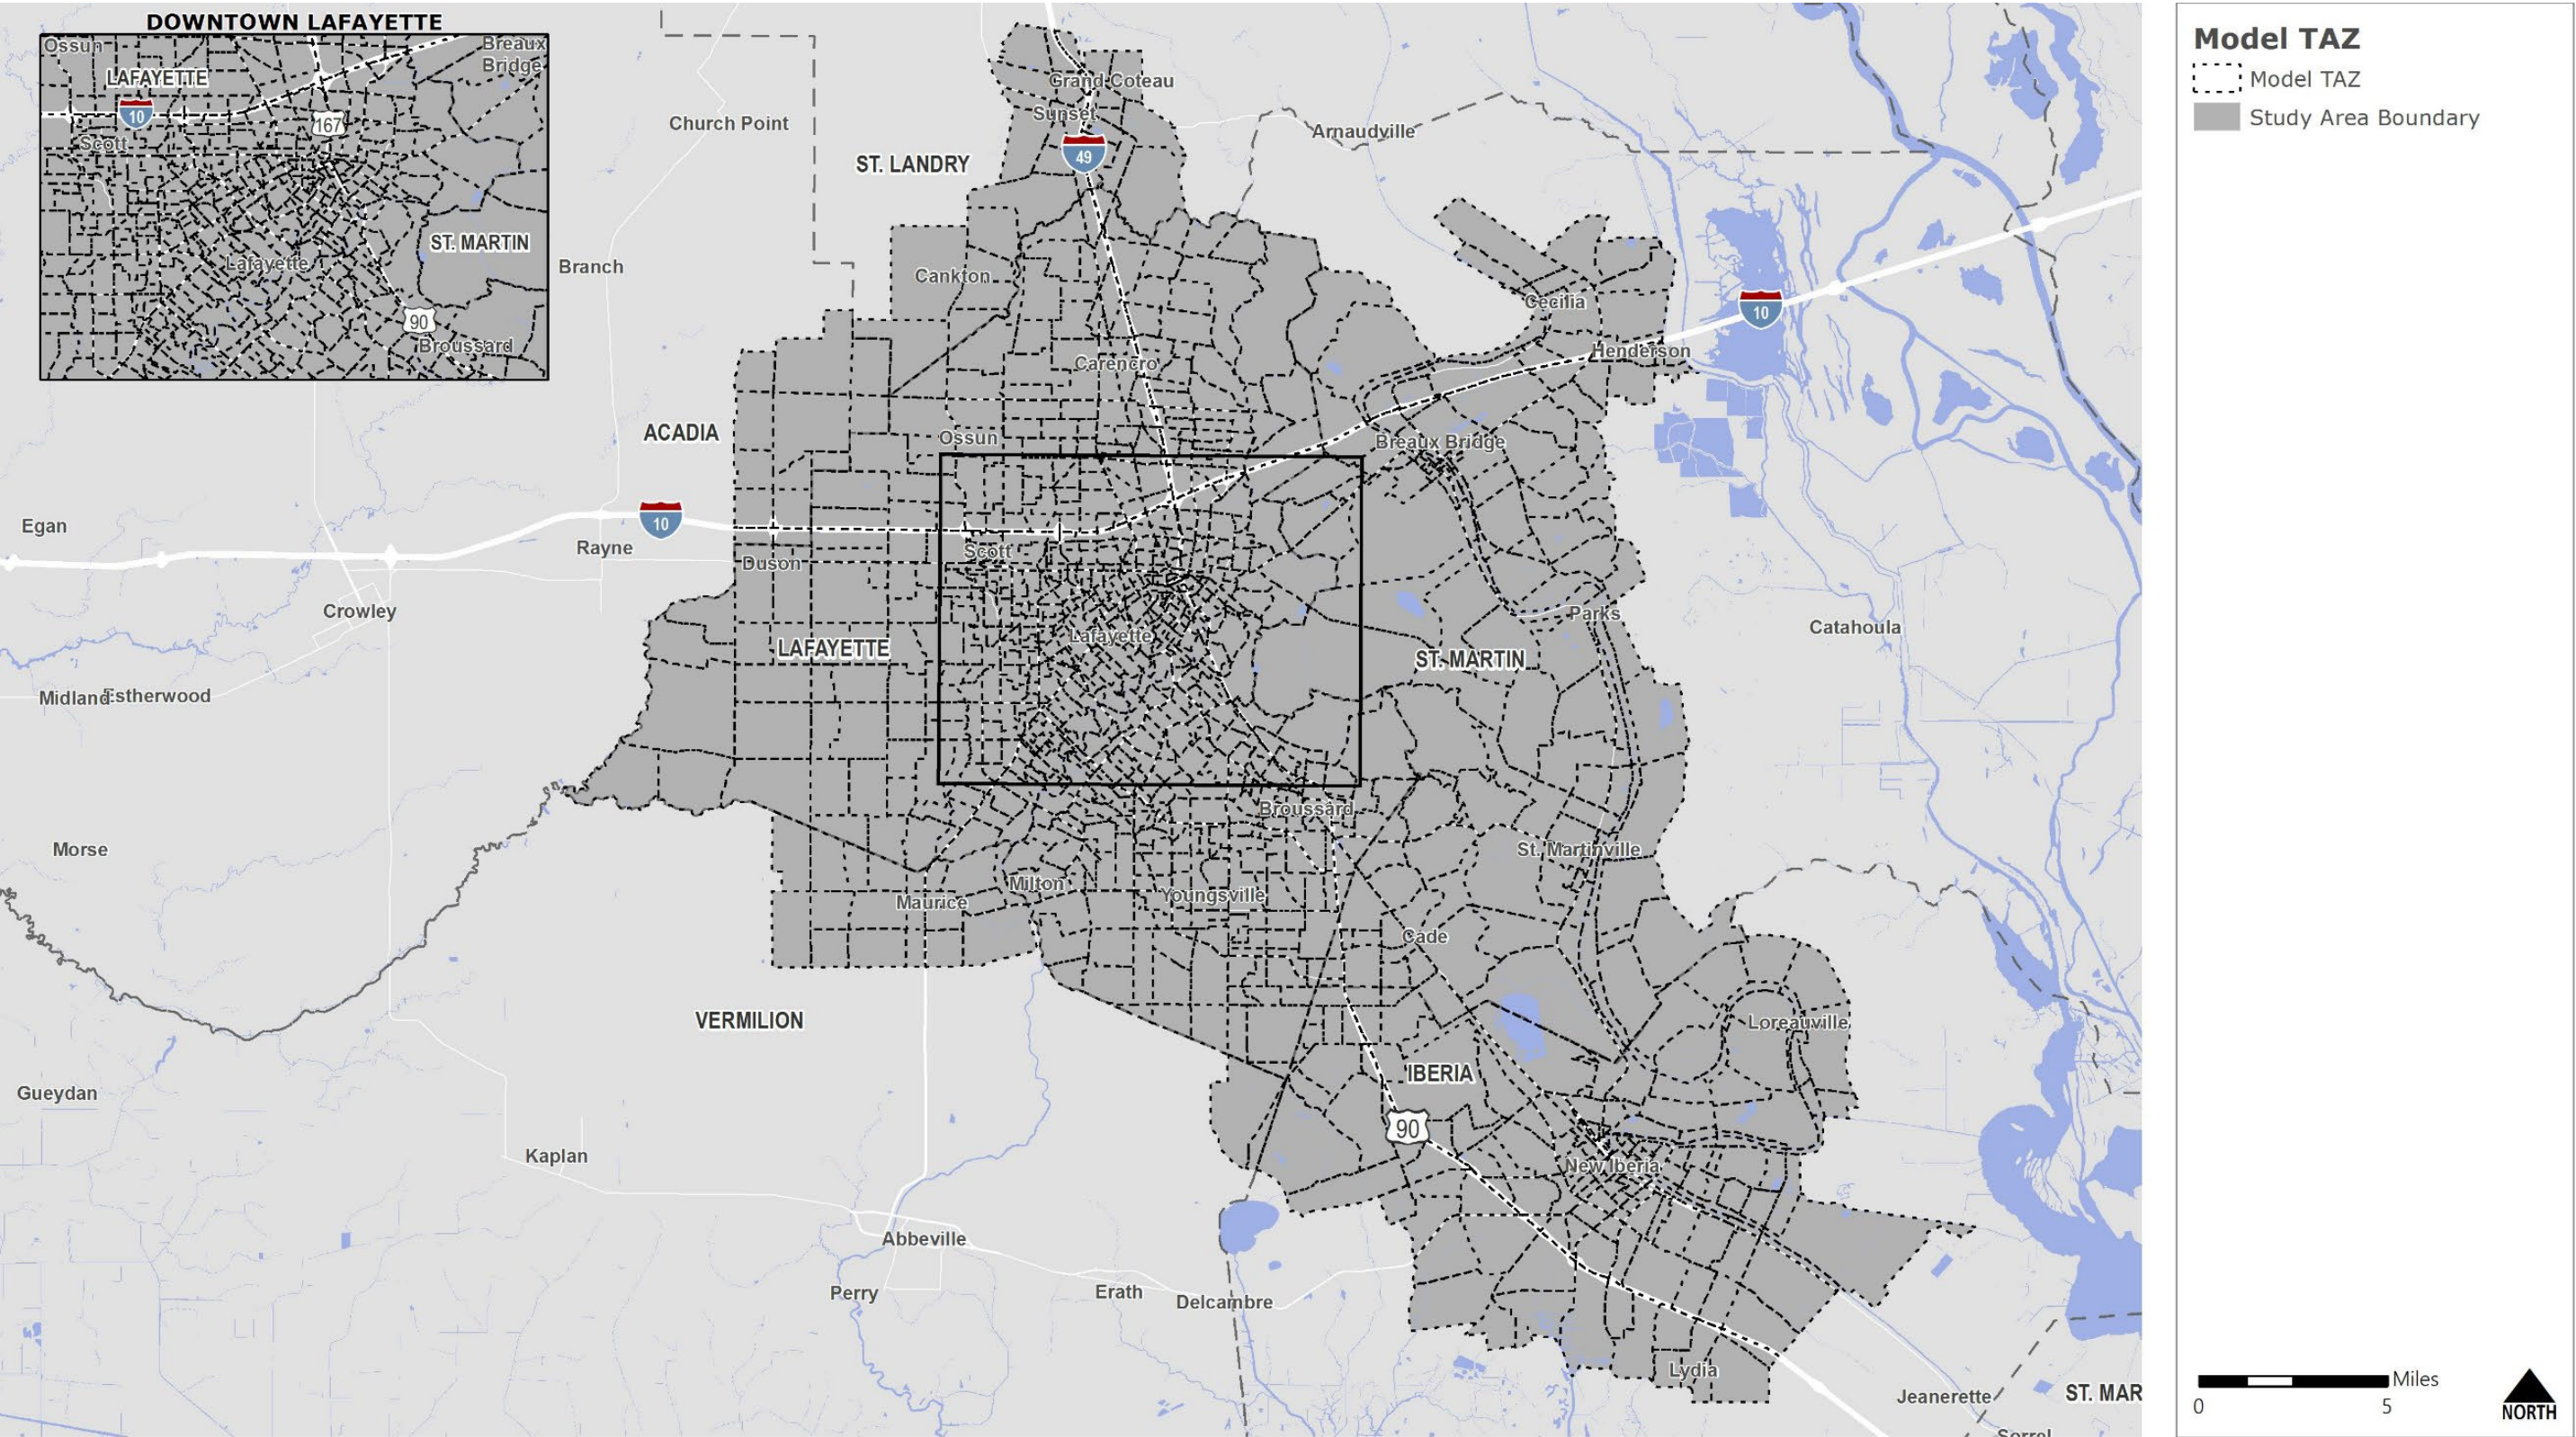 DOWNTOWN LAFAYETTE
Ossun
Breaux
Bridge
LAFAYETTE
10
167
Scott
ST. MARTIN
Lafayette
90
Broussard
Grand Coteau
Sunset
Church Point
Arnaudville
49
ST. LANDRY
Branch
Cankton
Cecilia
10
Henderson
Carencro
ACADIA
Ossun
Breaux Bridge
10
Egan
Rayne
Scott
Duson
Crowley
Parks
Catahoula
Lafayette
LAFAYETTE
ST. MARTIN
Midland
Estherwood
Broussard
Morse
St. Martinville
Milton
Youngsville
Maurice
Cade
VERMILION
Loreauville
IBERIA
Gueydan
90
Kaplan
New Iberia
Abbeville
Perry
Erath
Delcambre
Lydia
Jeanerette
ST. MAR
Sorrel
Model TAZ
Model TAZ
Study Area Boundary
Miles
0 5
NORTH